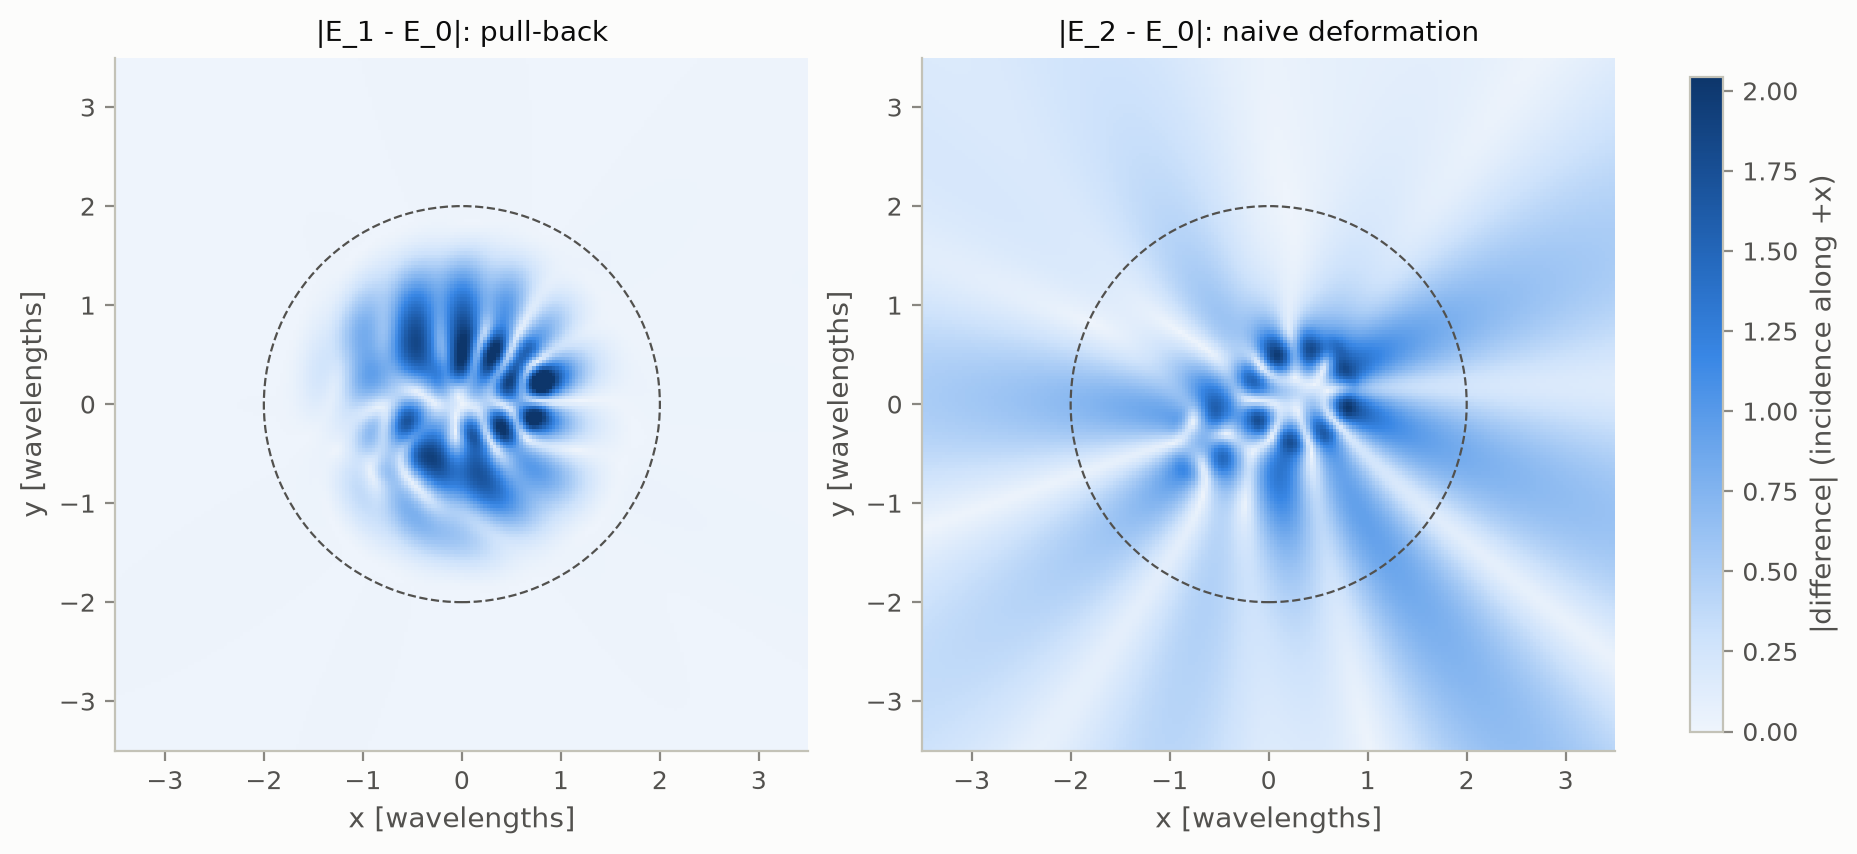 |E_1 - E_0|: pull-back
3
2
1
0
−1
−2
−3
y [wavelengths]
−3 −2 −1 0 1 2 3
x [wavelengths]
|E_2 - E_0|: naive deformation
3
2
1
0
−1
−2
−3
y [wavelengths]
−3 −2 −1 0 1 2 3
x [wavelengths]
2.00
1.75
1.50
1.25
1.00
0.75
0.50
0.25
0.00
|difference| (incidence along +x)